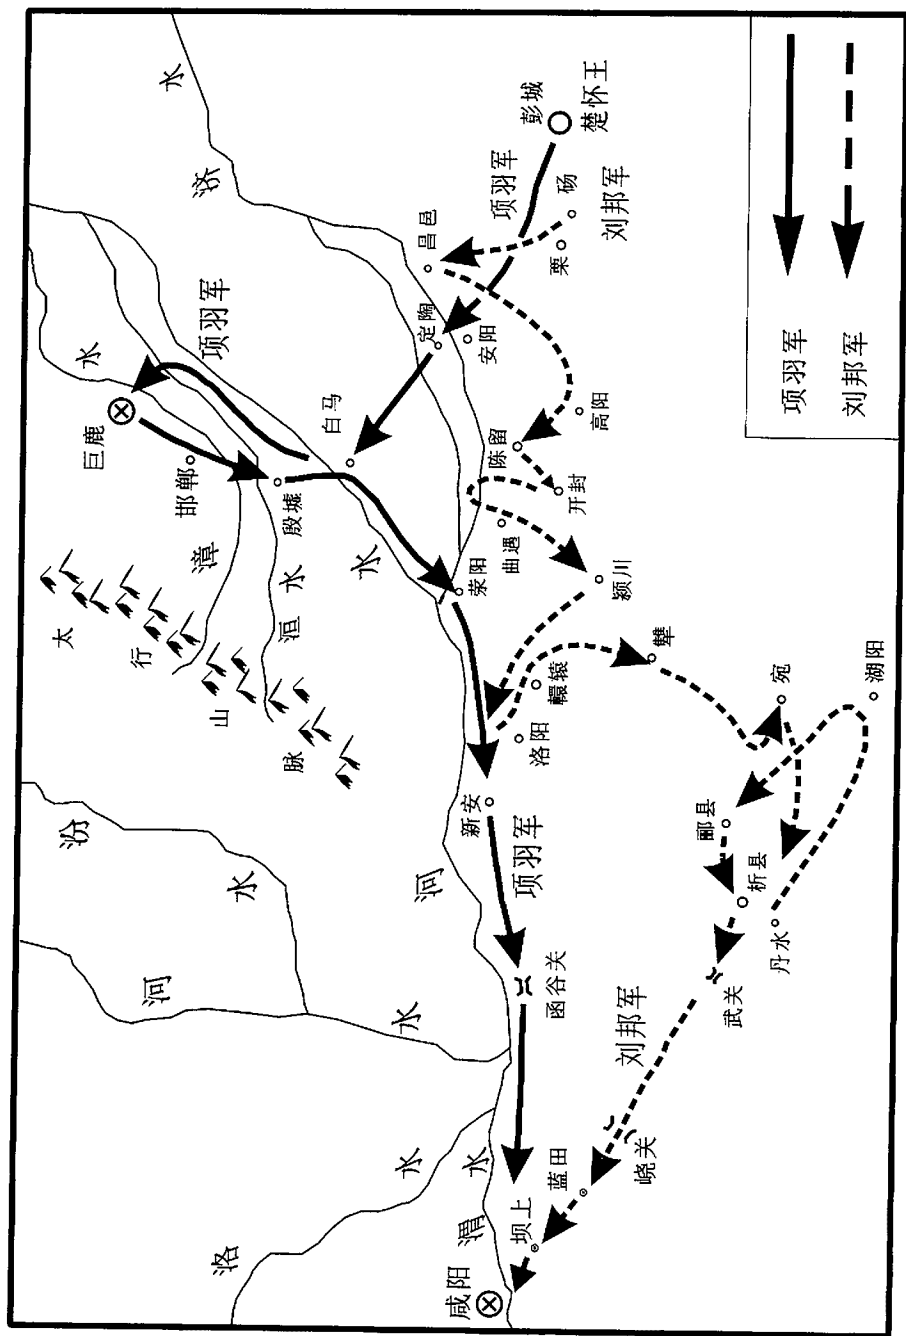 太
行
山
脉
汾
水
河
水
洛
水
渭
水
河
水
漳
水
洹
水
济
水
巨鹿
邯郸
殷墟
项羽军
白马
昌邑
定陶
安阳
咸阳
坝上
蓝田
峣关
函谷关
新安
项羽军
洛阳
轘辕
荥阳
曲遇
陈留
开封
高阳
颍川
项羽军
彭城
楚怀王
砀
栗
刘邦军
刘邦军
武关
丹水
析县
郦县
宛
犨
湖阳
项羽军
刘邦军